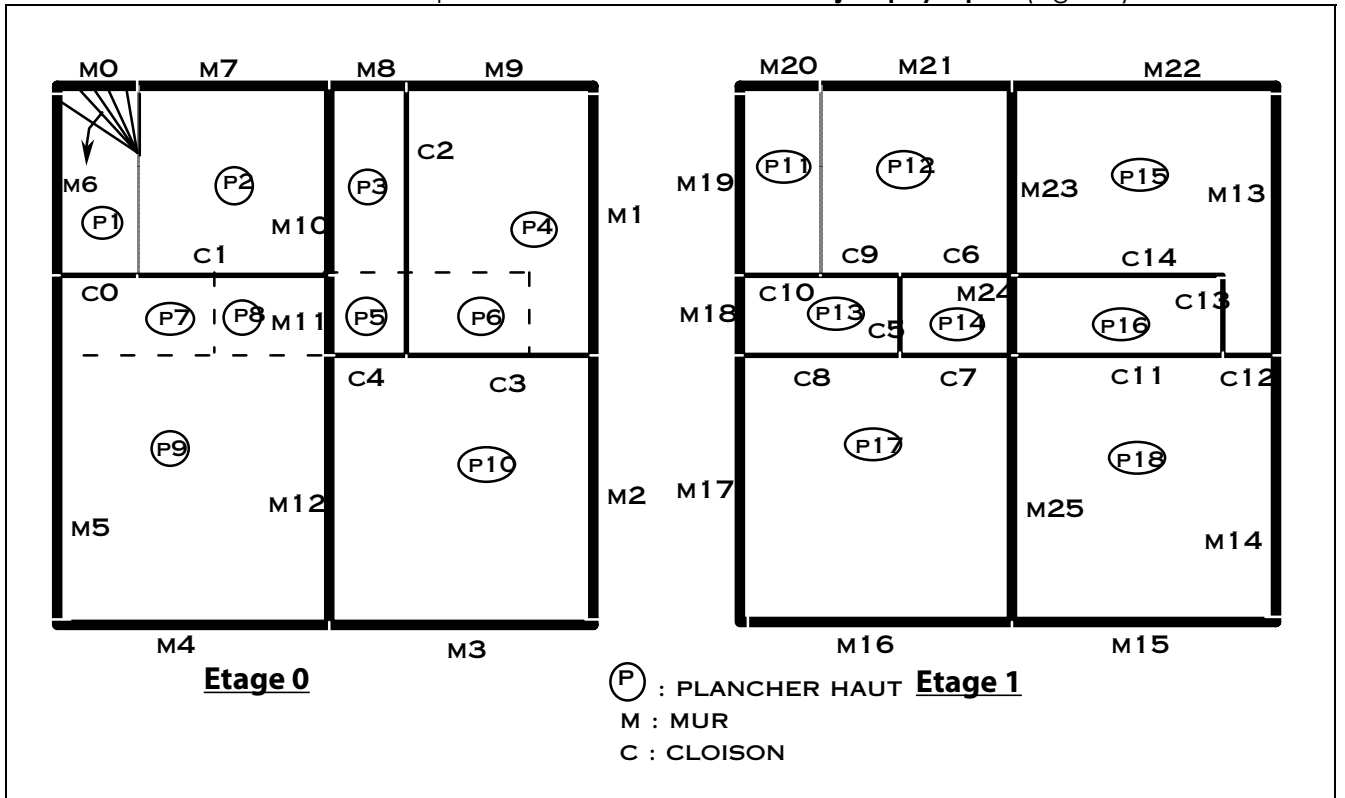 M0 M7 M8 M9 M20 M21 M22
C2
M6 P2 P3 M19 P11 P12 M23 P15 M13
P1 M10 P4 M1
C1 C9 C6 C14
C0 P7 P8 M11 P5 P6 M18 C10 P13 C5 M24 P14 P16 C13
C4 C3 C8 C7 C11 C12
P9 P10 P17 P18
M5 M12 M2 M17 M25 M14
M4 M3 M16 M15
Etage 0 Etage 1
P : PLANCHER HAUT
M : MUR
C : CLOISON